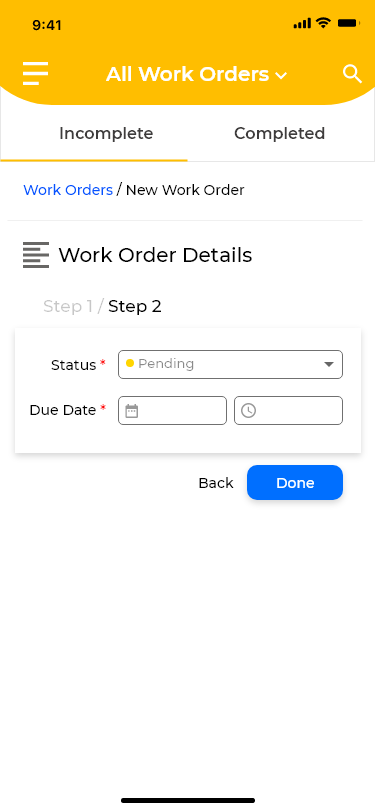 9:41
All Work Orders
Incomplete Completed
Work Orders / New Work Order
Work Order Details
Step 1 / Step 2
Status * Pending
Due Date *
Back Done